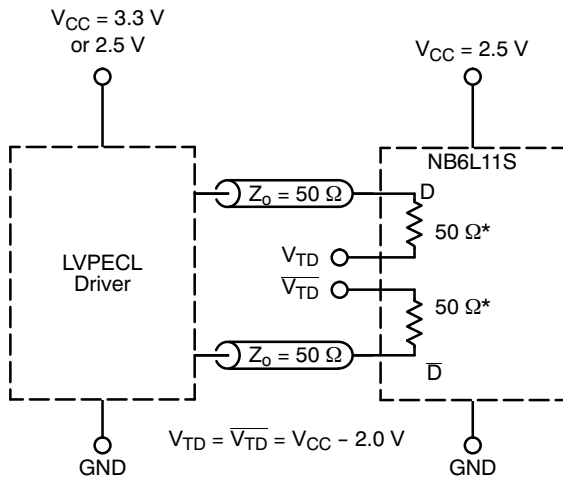 V_CC = 3.3 V
or 2.5 V
V_CC = 2.5 V
NB6L11S
Z_o = 50 Ω
D
50 Ω*
LVPECL
Driver
V_TD
V̅_T̅D̅
50 Ω*
Z_o = 50 Ω
D̅
V_TD = V̅_T̅D̅ = V_CC – 2.0 V
GND
GND